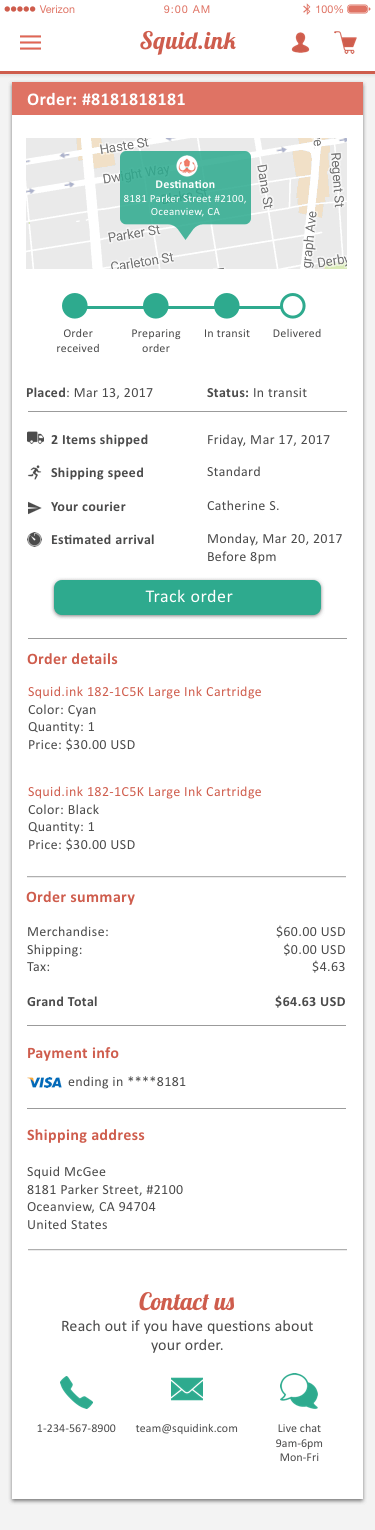 Verizon 9:00 AM 100%
Squid.ink
Order: #8181818181
Haste St
Dwight Way
Destination
8181 Parker Street #2100,
Oceanview, CA
Dana St
Regent St
e
Parker St
graph Ave
Carleton St
Derby
Order received
Preparing order
In transit
Delivered
Placed: Mar 13, 2017 Status: In transit
2 Items shipped Friday, Mar 17, 2017
Shipping speed Standard
Your courier Catherine S.
Estimated arrival Monday, Mar 20, 2017
Before 8pm
Track order
Order details
Squid.ink 182-1C5K Large Ink Cartridge
Color: Cyan
Quantity: 1
Price: $30.00 USD
Squid.ink 182-1C5K Large Ink Cartridge
Color: Black
Quantity: 1
Price: $30.00 USD
Order summary
Merchandise: $60.00 USD
Shipping: $0.00 USD
Tax: $4.63
Grand Total $64.63 USD
Payment info
VISA ending in ****8181
Shipping address
Squid McGee
8181 Parker Street, #2100
Oceanview, CA 94704
United States
Contact us
Reach out if you have questions about
your order.
1-234-567-8900
team@squidink.com
Live chat
9am-6pm
Mon-Fri